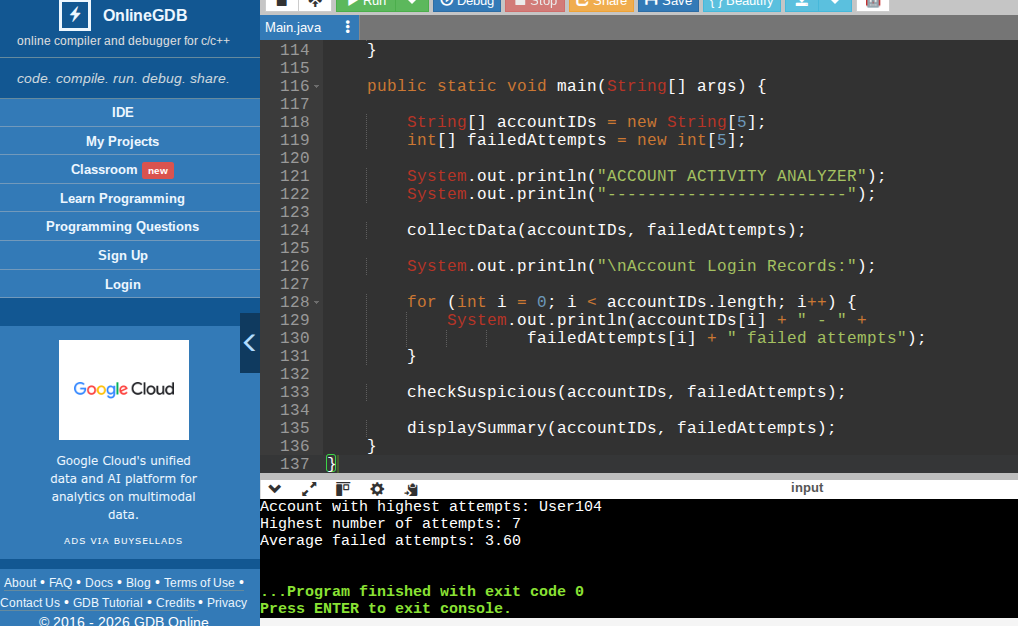 OnlineGDB
online compiler and debugger for c/c++
code. compile. run. debug. share.
IDE
My Projects
Classroom new
Learn Programming
Programming Questions
Sign Up
Login
Google Cloud
Google Cloud's unified
data and AI platform for
analytics on multimodal
data.
ADS VIA BUYSELLADS
About • FAQ • Docs • Blog • Terms of Use •
Contact Us • GDB Tutorial • Credits • Privacy
© 2016 - 2026 GDB Online
Run Debug Stop Share Save { } Beautify
Main.java
114 }
115
116 public static void main(String[] args) {
117
118 String[] accountIDs = new String[5];
119 int[] failedAttempts = new int[5];
120
121 System.out.println("ACCOUNT ACTIVITY ANALYZER");
122 System.out.println("------------------------");
123
124 collectData(accountIDs, failedAttempts);
125
126 System.out.println("\nAccount Login Records:");
127
128 for (int i = 0; i < accountIDs.length; i++) {
129 System.out.println(accountIDs[i] + " - " +
130 failedAttempts[i] + " failed attempts");
131 }
132
133 checkSuspicious(accountIDs, failedAttempts);
134
135 displaySummary(accountIDs, failedAttempts);
136 }
137 }
input
Account with highest attempts: User104
Highest number of attempts: 7
Average failed attempts: 3.60
...Program finished with exit code 0
Press ENTER to exit console.